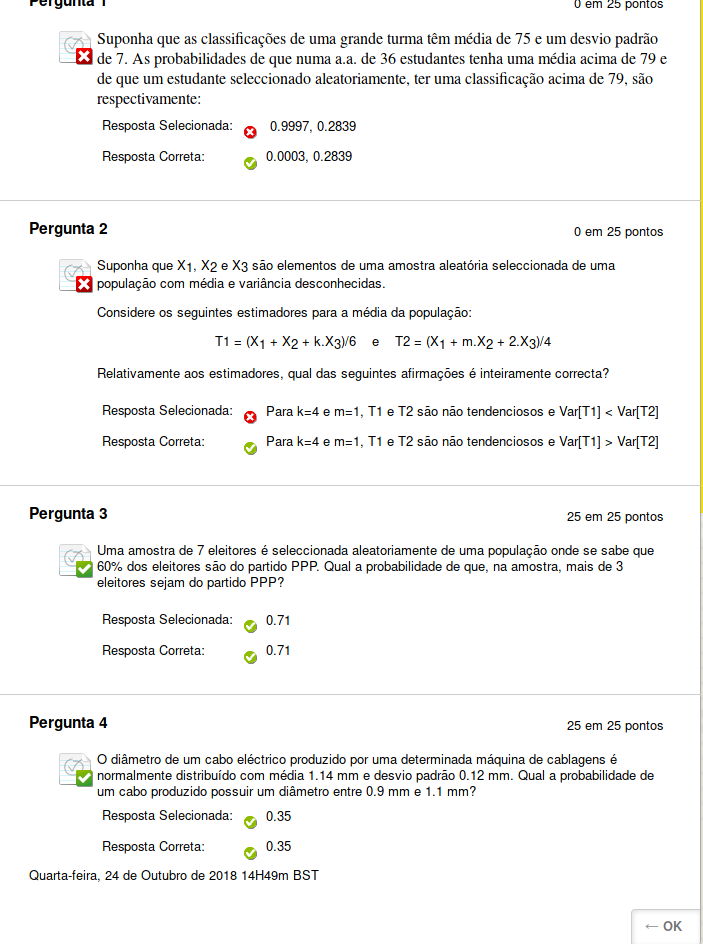 Pergunta 1
0 em 25 pontos
Suponha que as classificações de uma grande turma têm média de 75 e um desvio padrão
de 7. As probabilidades de que numa a.a. de 36 estudantes tenha uma média acima de 79 e
de que um estudante seleccionado aleatoriamente, ter uma classificação acima de 79, são
respectivamente:
Resposta Selecionada: 0.9997, 0.2839
Resposta Correta: 0.0003, 0.2839
Pergunta 2
0 em 25 pontos
Suponha que X1, X2 e X3 são elementos de uma amostra aleatória seleccionada de uma
população com média e variância desconhecidas.
Considere os seguintes estimadores para a média da população:
T1 = (X1 + X2 + k.X3)/6 e T2 = (X1 + m.X2 + 2.X3)/4
Relativamente aos estimadores, qual das seguintes afirmações é inteiramente correcta?
Resposta Selecionada: Para k=4 e m=1, T1 e T2 são não tendenciosos e Var[T1] < Var[T2]
Resposta Correta: Para k=4 e m=1, T1 e T2 são não tendenciosos e Var[T1] > Var[T2]
Pergunta 3
25 em 25 pontos
Uma amostra de 7 eleitores é seleccionada aleatoriamente de uma população onde se sabe que
60% dos eleitores são do partido PPP. Qual a probabilidade de que, na amostra, mais de 3
eleitores sejam do partido PPP?
Resposta Selecionada: 0.71
Resposta Correta: 0.71
Pergunta 4
25 em 25 pontos
O diâmetro de um cabo eléctrico produzido por uma determinada máquina de cablagens é
normalmente distribuído com média 1.14 mm e desvio padrão 0.12 mm. Qual a probabilidade de
um cabo produzido possuir um diâmetro entre 0.9 mm e 1.1 mm?
Resposta Selecionada: 0.35
Resposta Correta: 0.35
Quarta-feira, 24 de Outubro de 2018 14H49m BST
← OK